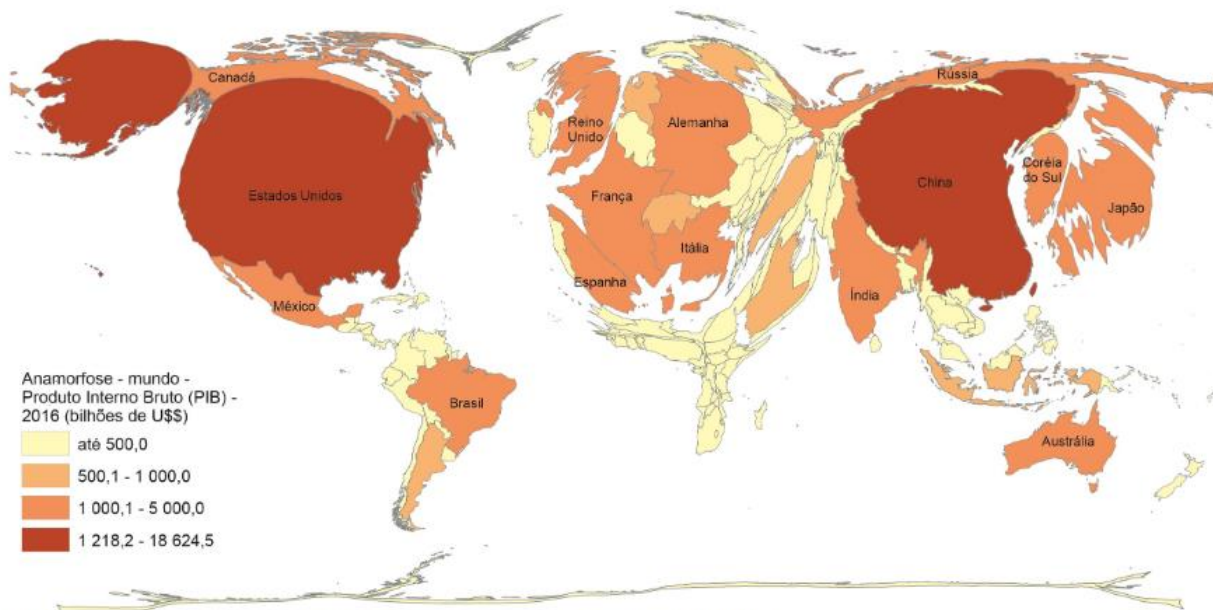 Canadá
Rússia
Reino
Unido
Alemanha
Estados Unidos
França
China
Coréia
do Sul
Japão
Itália
Espanha
Índia
México
Brasil
Austrália
Anamorfose - mundo -
Produto Interno Bruto (PIB) -
2016 (bilhões de U$$)
até 500,0
500,1 - 1 000,0
1 000,1 - 5 000,0
1 218,2 - 18 624,5